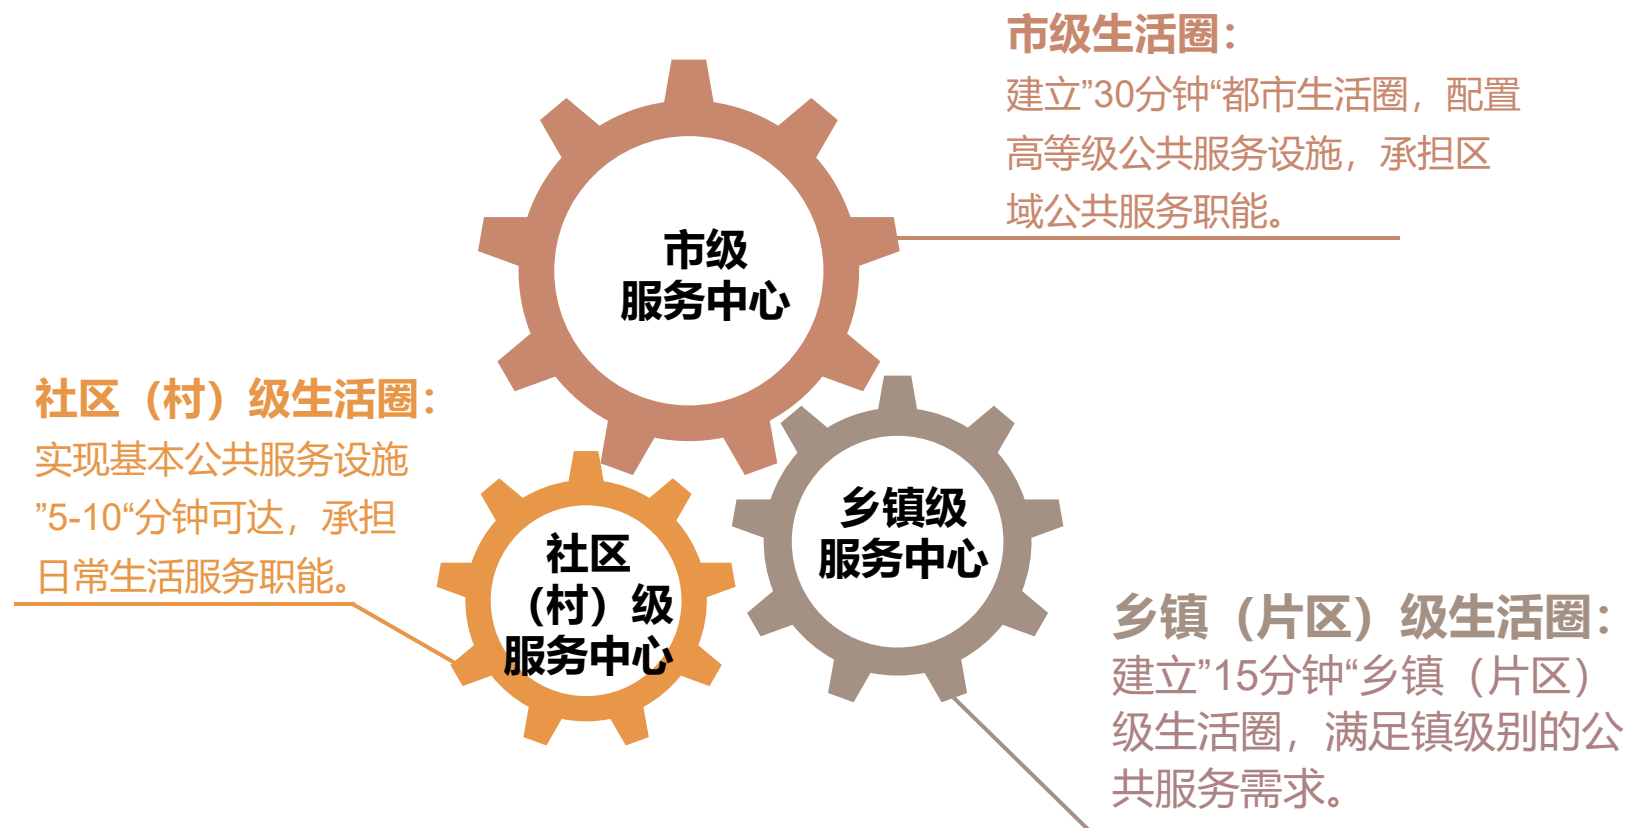 市级生活圈：
建立”30分钟“都市生活圈，配置
高等级公共服务设施，承担区
域公共服务职能。
市级
服务中心
社区（村）级生活圈：
实现基本公共服务设施
”5-10“分钟可达，承担
日常生活服务职能。
乡镇级
服务中心
社区
（村）级
服务中心
乡镇（片区）级生活圈：
建立”15分钟“乡镇（片区）
级生活圈，满足镇级别的公
共服务需求。